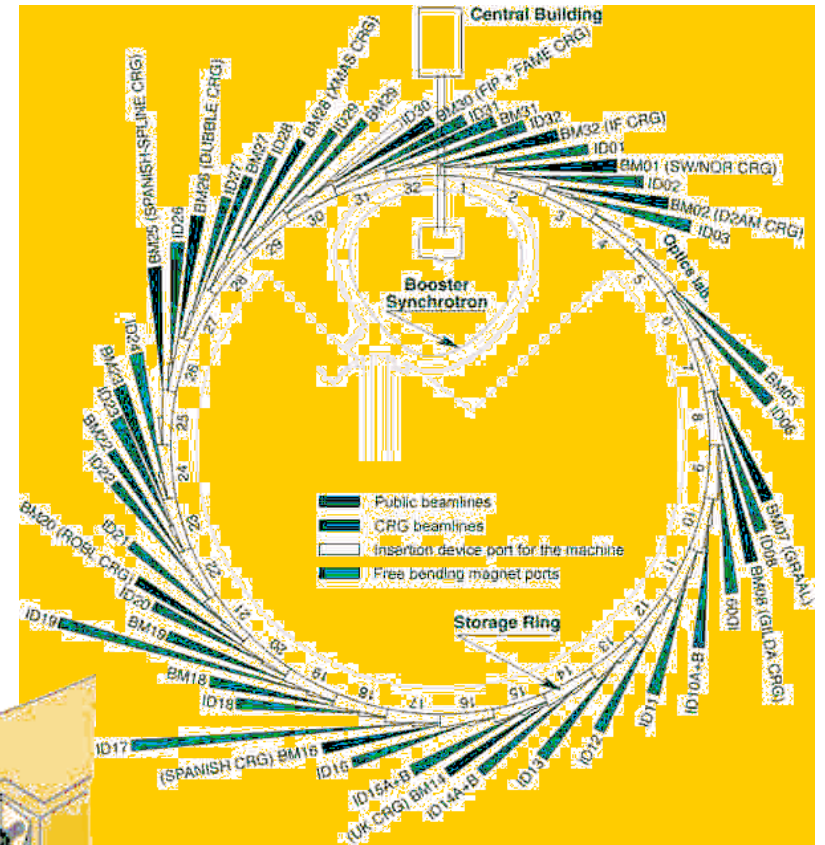 Central Building
BM25 (SPANISH-SPLINE CRG)
ID26
BM26 (DUBBLE CRG)
ID27
BM27
ID28
BM28 (XMAS CRG)
ID29
BM29
ID30
BM30 (FIP + FAME CRG)
ID31
BM31
ID32
BM32 (IF CRG)
ID01
BM01 (SW/NOR CRG)
ID02
BM02 (D2AM CRG)
ID03
Optics lab.
BM05
ID06
BM07 (GRAAL)
ID08
BM08 (GILDA CRG)
ID09
ID10A+B
ID11
ID12
ID13
ID14A+B
(UK CRG) BM14
ID15A+B
ID16
(SPANISH CRG) BM16
ID17
ID18
BM18
BM19
ID19
ID20
BM20 (ROBL CRG)
ID21
ID22
BM22
ID23
BM23
ID24
1
2
3
4
5
6
7
8
9
10
11
12
13
14
15
16
17
18
19
20
21
22
23
24
25
26
27
28
29
30
31
32
Booster
Synchrotron
Public beamlines
CRG beamlines
Insertion device port for the machine
Free bending magnet ports
Storage Ring